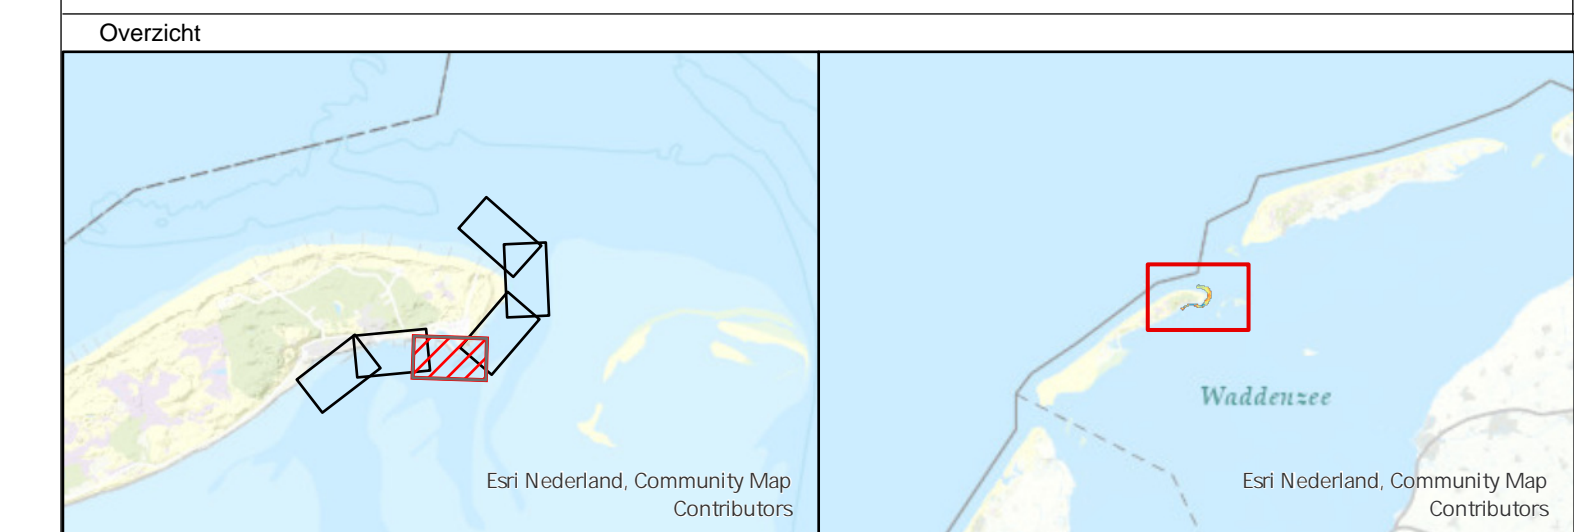 Overzicht
Esri Nederland, Community Map
Contributors
Waddenzee
Esri Nederland, Community Map
Contributors